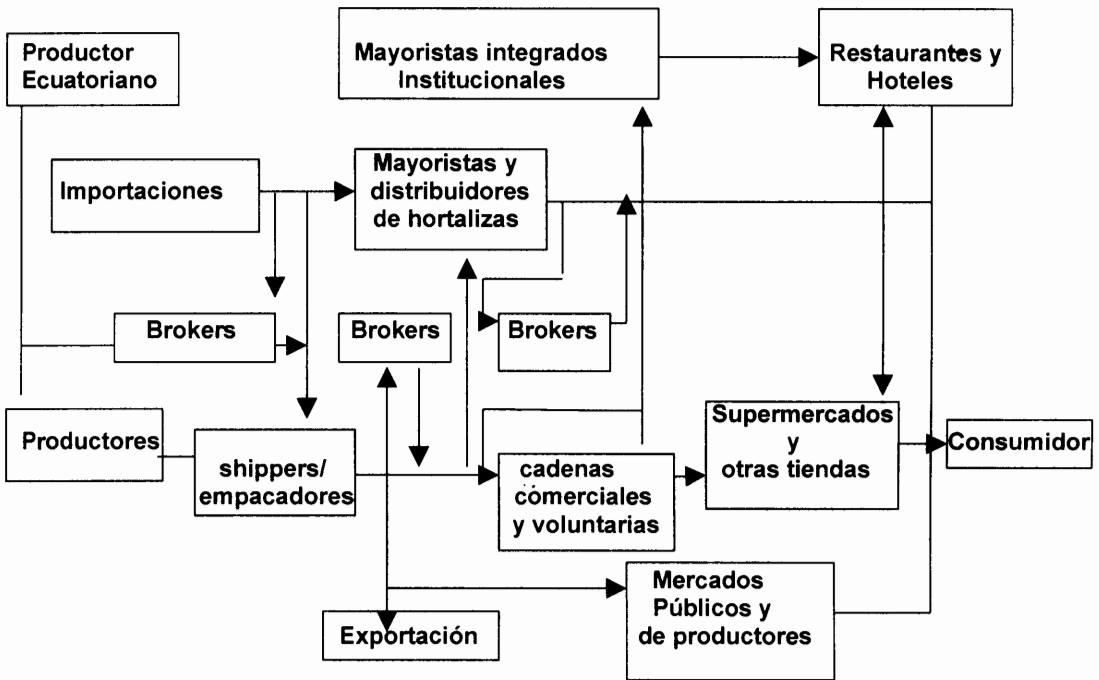 Productor
Ecuatoriano
Mayoristas integrados
Institucionales
Restaurantes y
Hoteles
Importaciones
Mayoristas y
distribuidores
de hortalizas
Brokers
Brokers
Brokers
Productores
shippers/
empacadores
cadenas
comerciales
y voluntarias
Supermercados
y
otras tiendas
Consumidor
Exportación
Mercados
Públicos y
de productores